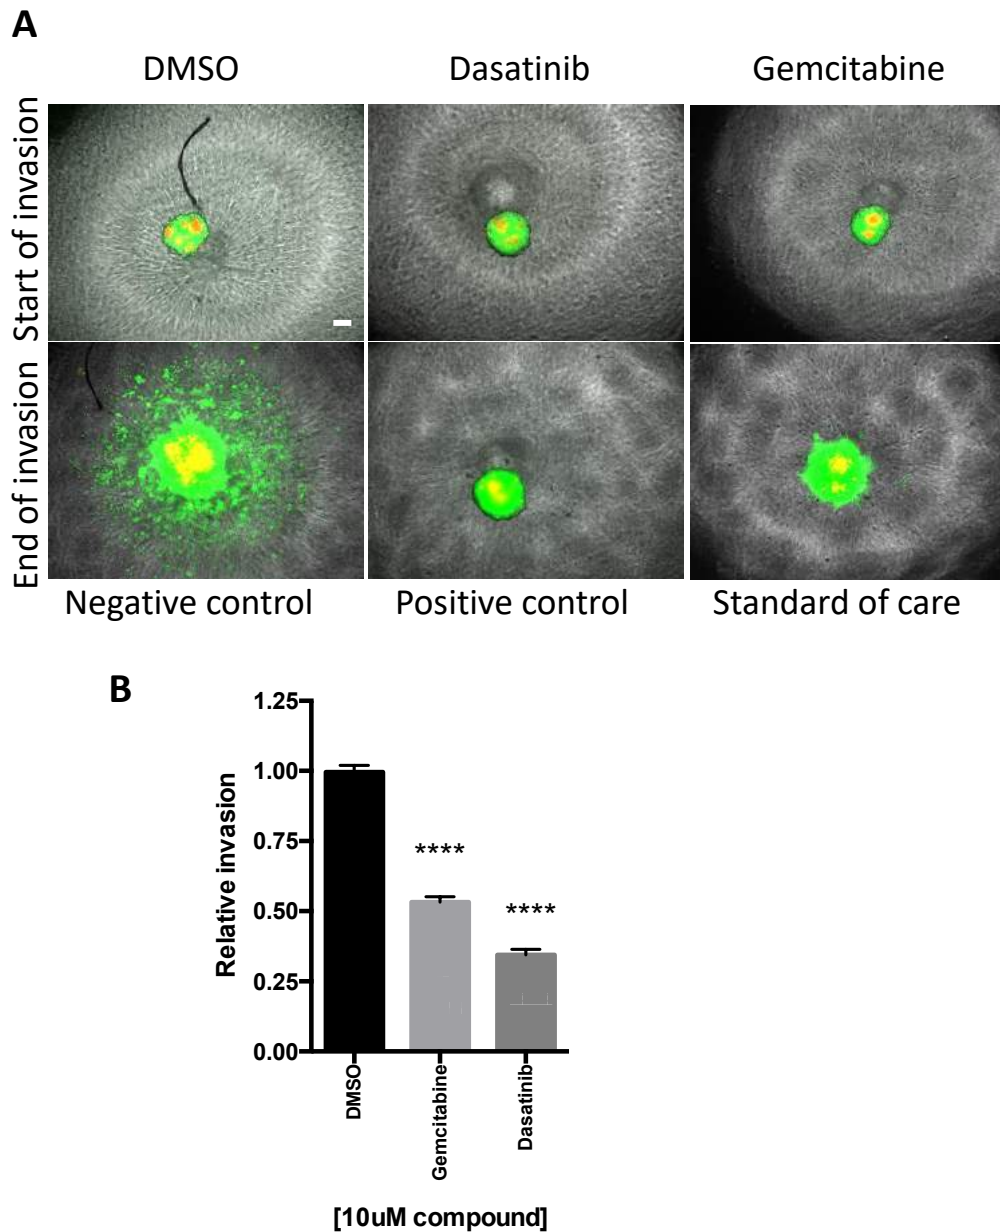 A
DMSO Dasatinib Gemcitabine
Start of invasion
End of invasion
Negative control Positive control Standard of care
B
Relative invasion
1.25
1.00
0.75
0.50
0.25
0.00
****
****
DMSO
Gemcitabine
Dasatinib
[10uM compound]